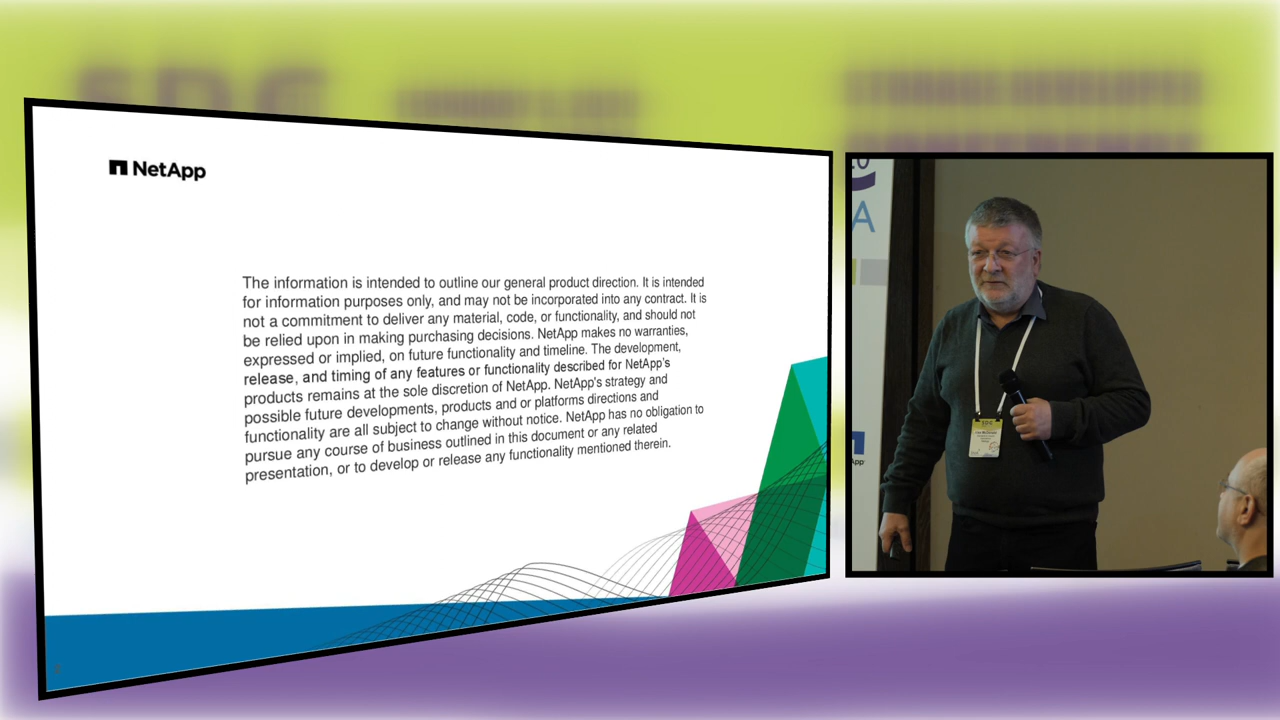 SDC
NetApp
The information is intended to outline our general product direction. It is intended
for information purposes only, and may not be incorporated into any contract. It is
not a commitment to deliver any material, code, or functionality, and should not
be relied upon in making purchasing decisions. NetApp makes no warranties,
expressed or implied, on future functionality and timeline. The development,
release, and timing of any features or functionality described for NetApp's
products remains at the sole discretion of NetApp. NetApp's strategy and
possible future developments, products and or platforms directions and
functionality are all subject to change without notice. NetApp has no obligation to
pursue any course of business outlined in this document or any related
presentation, or to develop or release any functionality mentioned therein.
20
A
App
SDC